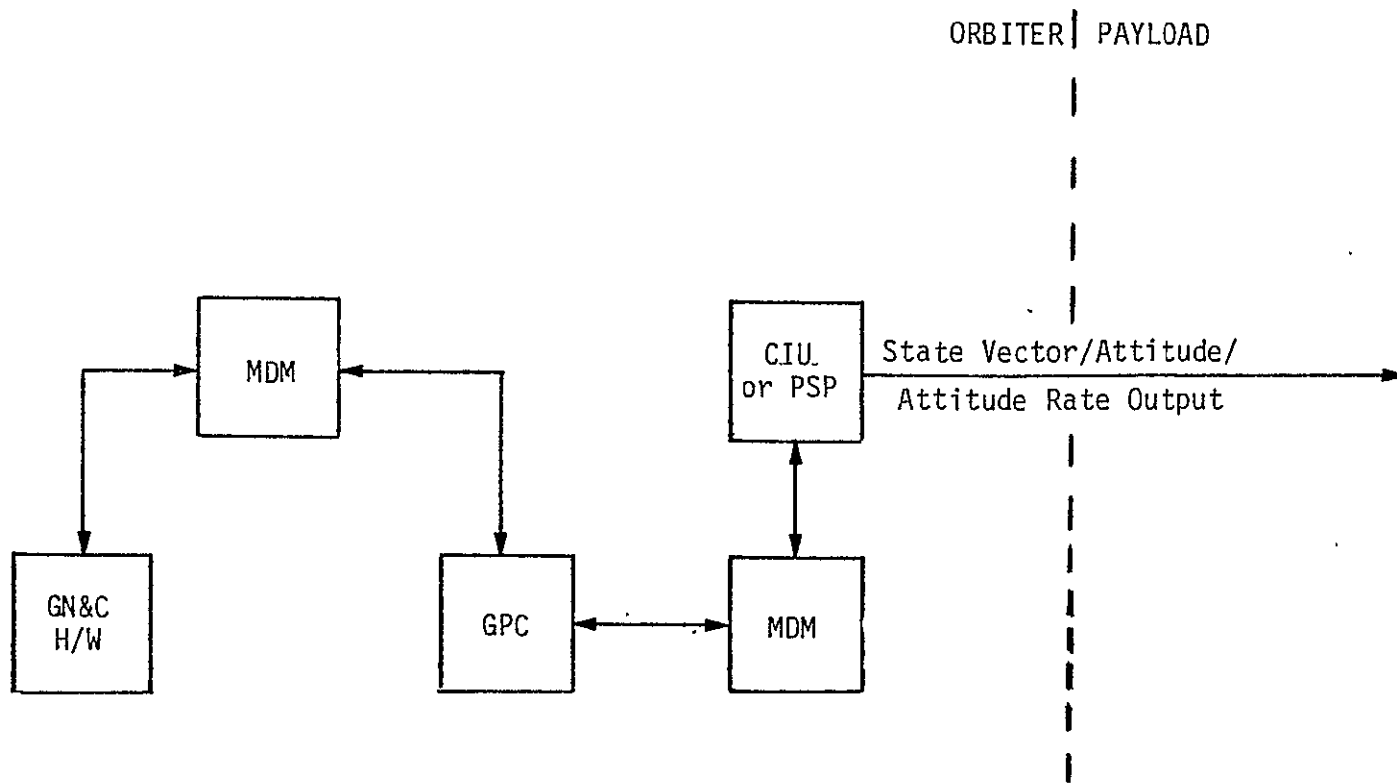 ORBITER PAYLOAD
MDM
CIU
or PSP
State Vector/Attitude/
Attitude Rate Output
GN&C
H/W
GPC
MDM